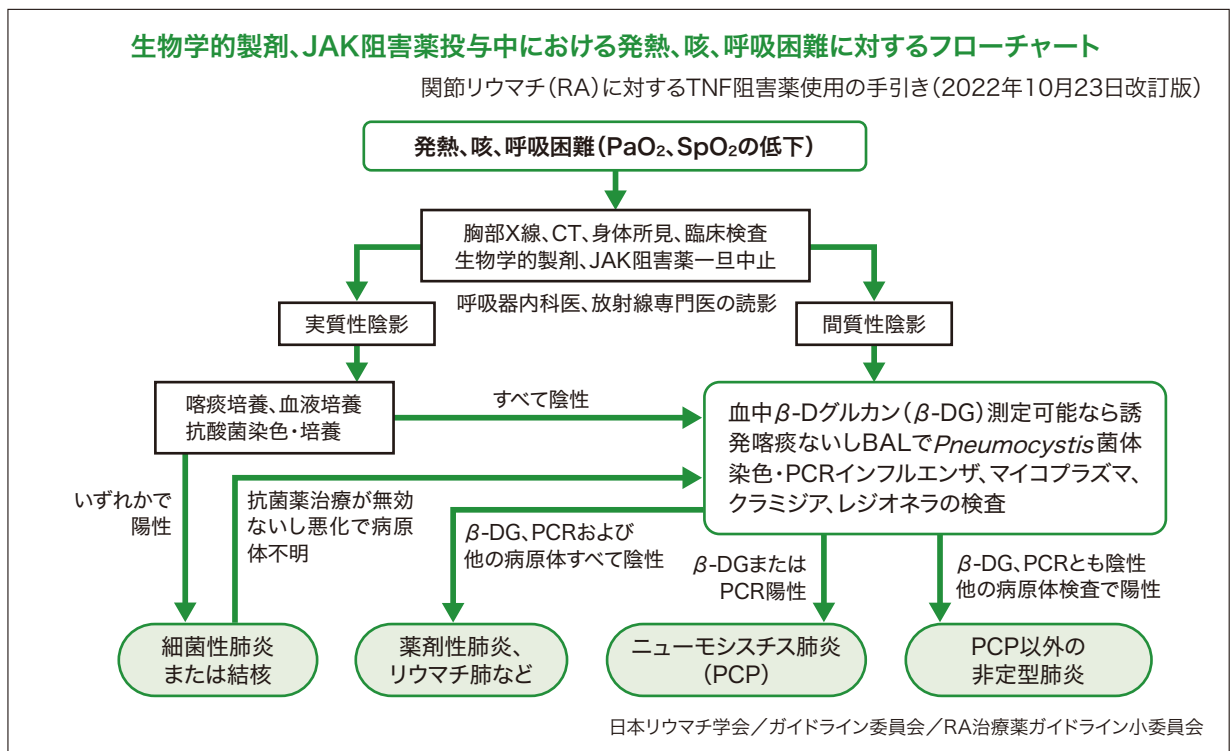 生物学的製剤、JAK阻害薬投与中における発熱、咳、呼吸困難に対するフローチャート
関節リウマチ(RA)に対するTNF阻害薬使用の手引き(2022年10月23日改訂版)
発熱、咳、呼吸困難(PaO₂、SpO₂の低下)
胸部X線、CT、身体所見、臨床検査
生物学的製剤、JAK阻害薬一旦中止
呼吸器内科医、放射線専門医の読影
実質性陰影
間質性陰影
喀痰培養、血液培養
抗酸菌染色・培養
すべて陰性
血中β-Dグルカン(β-DG)測定可能なら誘
発喀痰ないしBALでPneumocystis菌体
染色・PCRインフルエンザ、マイコプラズマ、
クラミジア、レジオネラの検査
いずれかで
陽性
抗菌薬治療が無効
ないし悪化で病原
体不明
β-DG、PCRおよび
他の病原体すべて陰性
β-DGまたは
PCR陽性
β-DG、PCRとも陰性
他の病原体検査で陽性
細菌性肺炎
または結核
薬剤性肺炎、
リウマチ肺など
ニューモシスチス肺炎
(PCP)
PCP以外の
非定型肺炎
日本リウマチ学会/ガイドライン委員会/RA治療薬ガイドライン小委員会